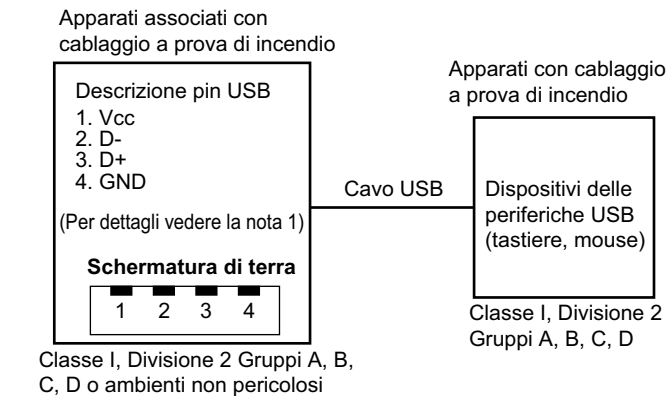 Apparati associati con
cablaggio a prova di incendio
Descrizione pin USB
1. Vcc
2. D-
3. D+
4. GND
(Per dettagli vedere la nota 1)
Schermatura di terra
1 2 3 4
Classe I, Divisione 2 Gruppi A, B,
C, D o ambienti non pericolosi
Cavo USB
Apparati con cablaggio
a prova di incendio
Dispositivi delle
periferiche USB
(tastiere, mouse)
Classe I, Divisione 2
Gruppi A, B, C, D